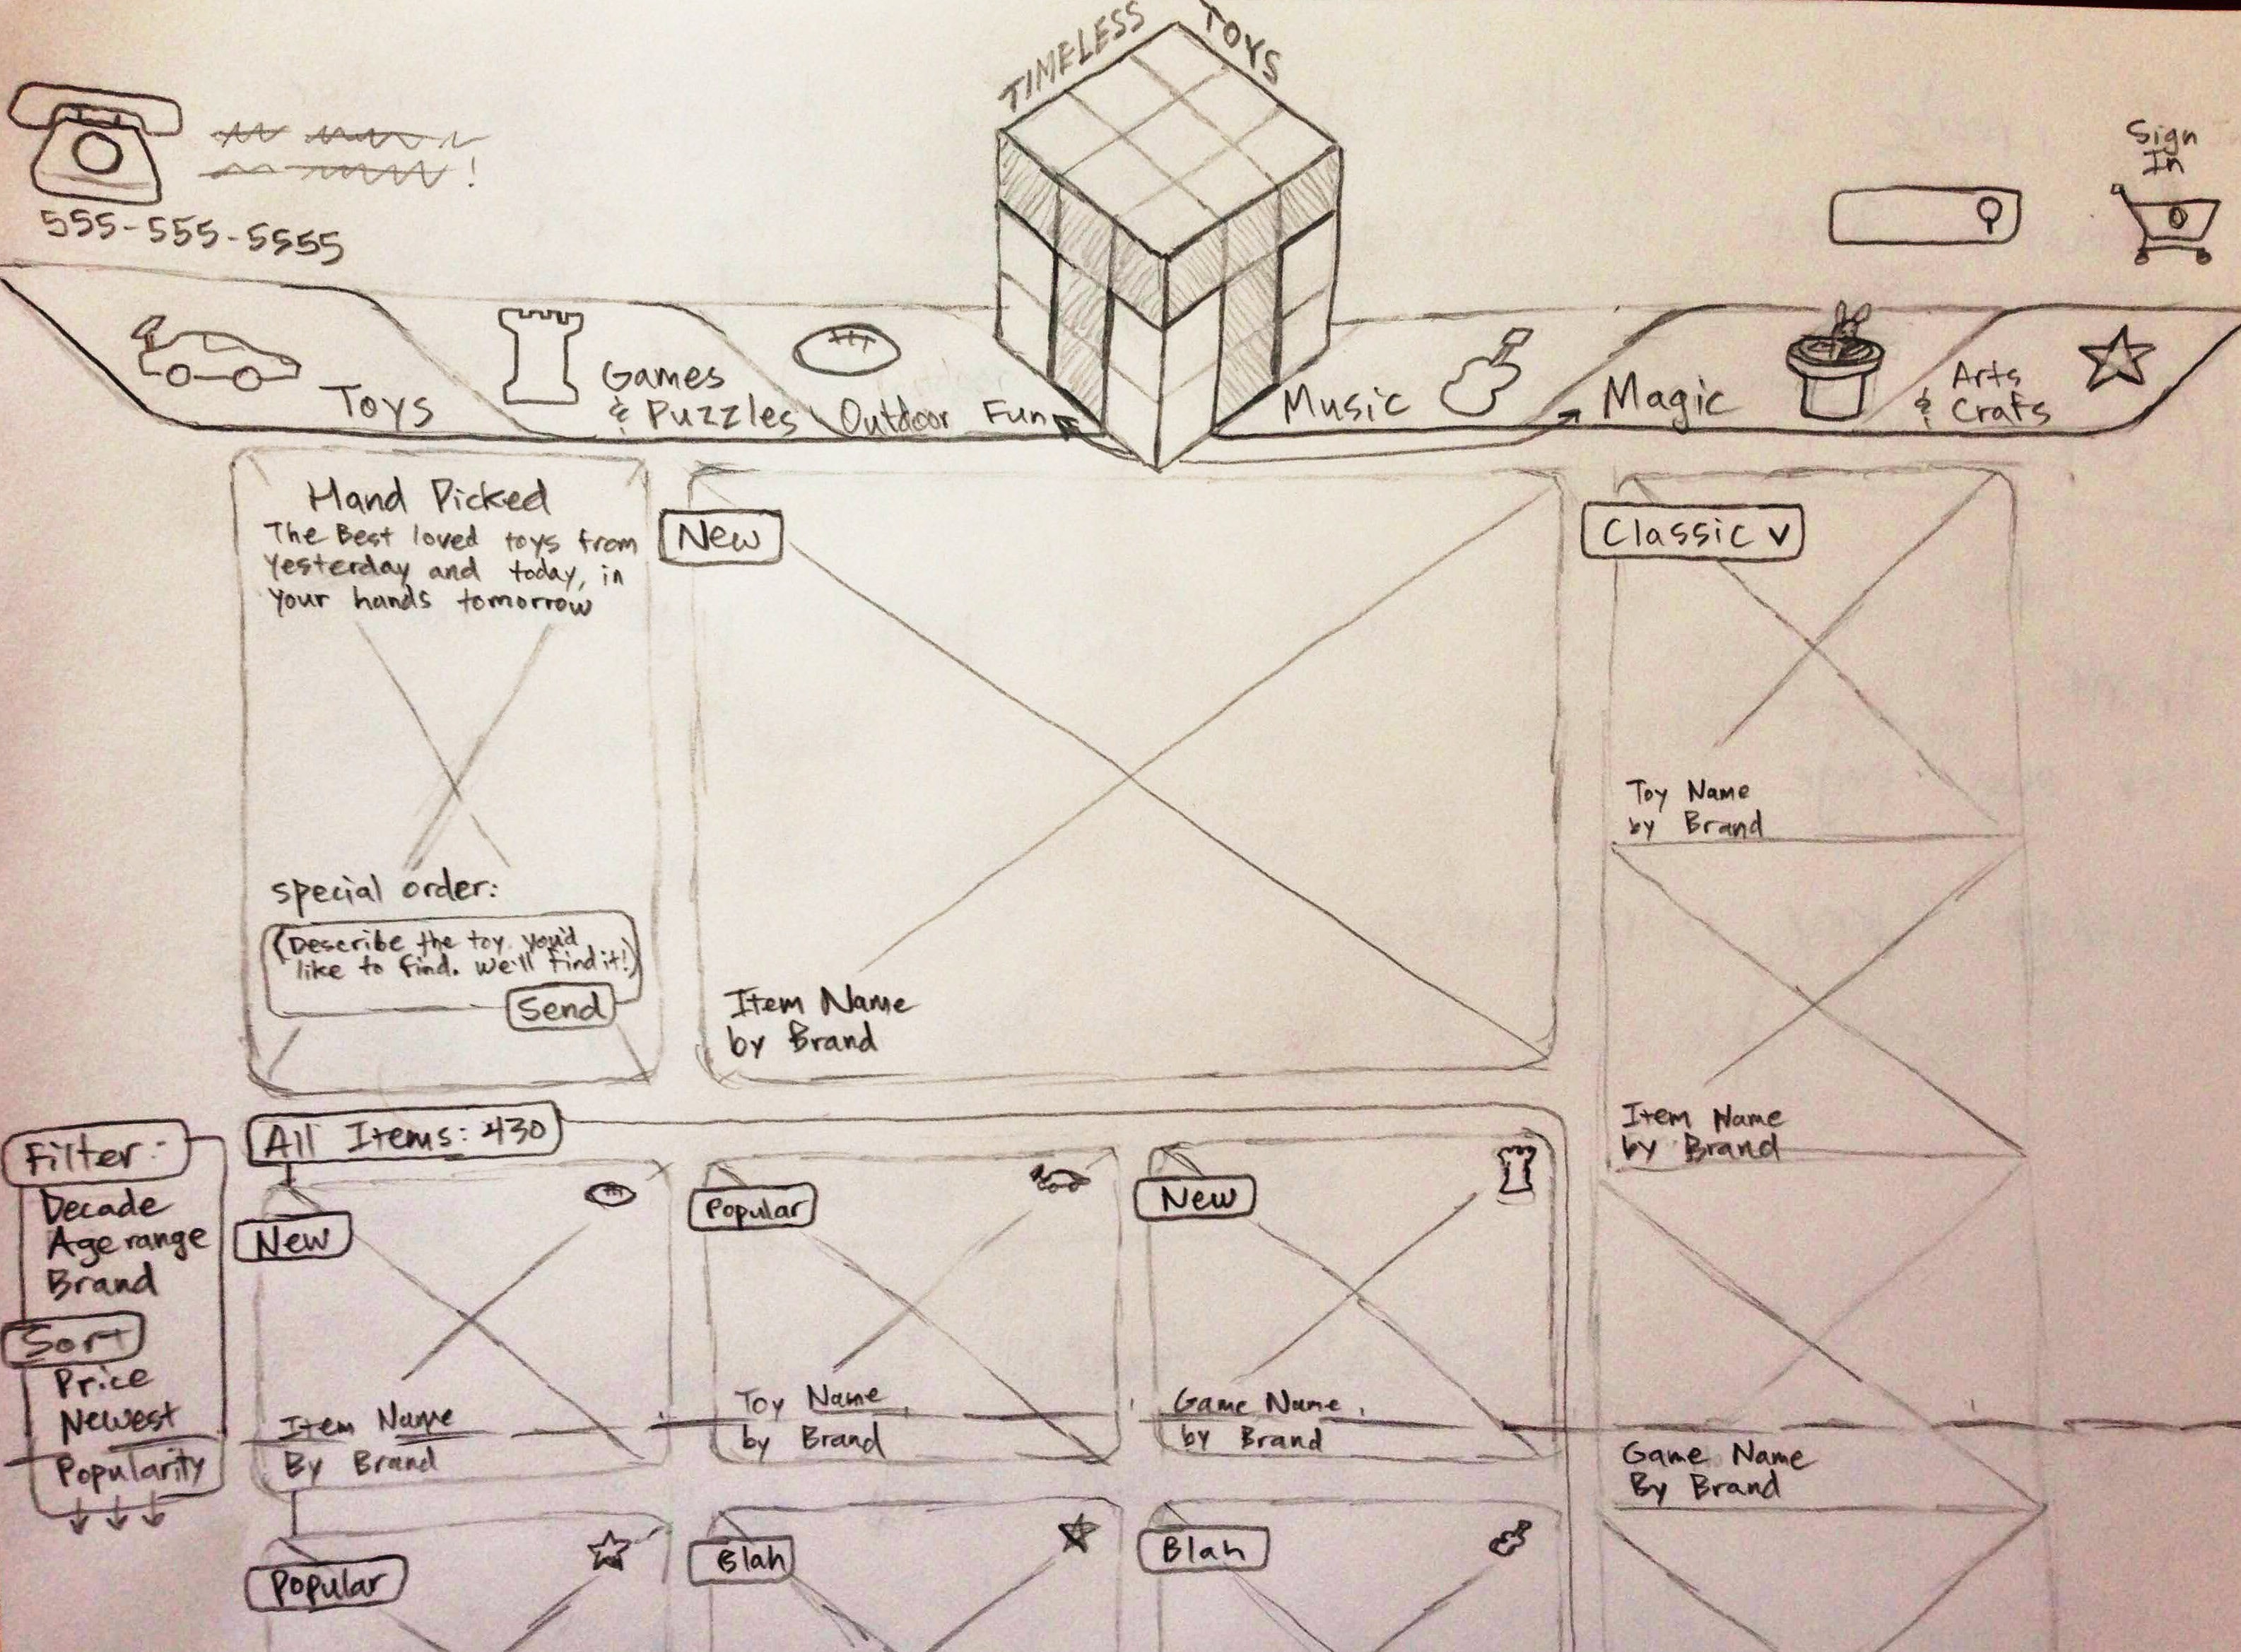 TIMELESS TOYS
555-555-5555
Sign
In
0
Toys
Games
& Puzzles
Outdoor Fun
Music
Magic
Arts
& Crafts
Hand Picked
The Best loved toys from
yesterday and today, in
your hands tomorrow
special order:
(Describe the toy you'd
like to find. We'll find it!)
Send
New
Item Name
by Brand
Classic v
Toy Name
by Brand
Item Name
by Brand
Game Name
By Brand
Filter:
Decade
Age range
Brand
Sort
Price
Newest
Popularity
All Items: 430
New
Item Name
By Brand
Popular
Toy Name
by Brand
New
Game Name
by Brand
Popular
Blah
Blah